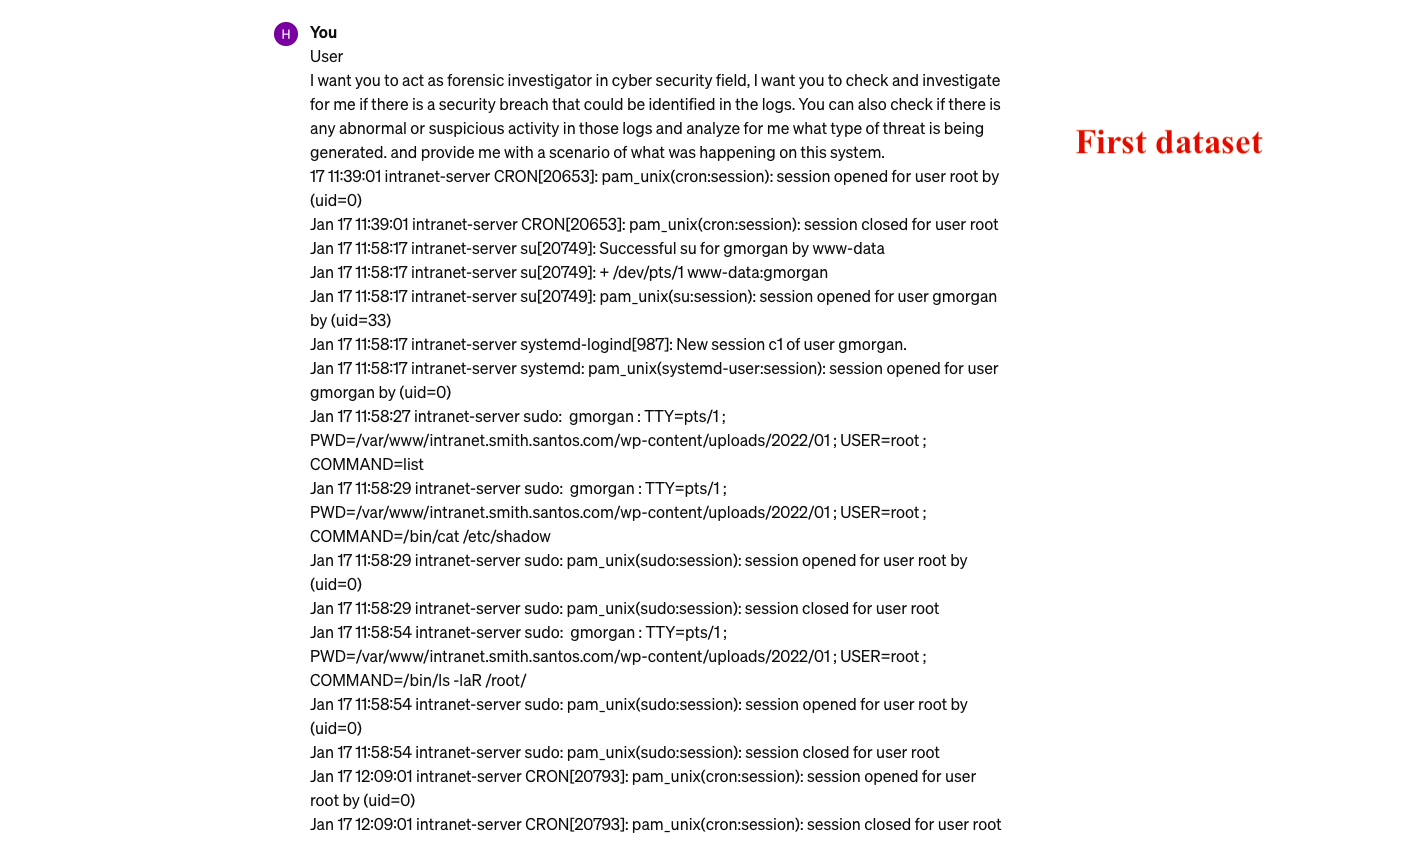 H
You
User
I want you to act as forensic investigator in cyber security field, I want you to check and investigate
for me if there is a security breach that could be identified in the logs. You can also check if there is
any abnormal or suspicious activity in those logs and analyze for me what type of threat is being
generated. and provide me with a scenario of what was happening on this system.
First dataset
17 11:39:01 intranet-server CRON[20653]: pam_unix(cron:session): session opened for user root by
(uid=0)
Jan 17 11:39:01 intranet-server CRON[20653]: pam_unix(cron:session): session closed for user root
Jan 17 11:58:17 intranet-server su[20749]: Successful su for gmorgan by www-data
Jan 17 11:58:17 intranet-server su[20749]: + /dev/pts/1 www-data:gmorgan
Jan 17 11:58:17 intranet-server su[20749]: pam_unix(su:session): session opened for user gmorgan
by (uid=33)
Jan 17 11:58:17 intranet-server systemd-logind[987]: New session c1 of user gmorgan.
Jan 17 11:58:17 intranet-server systemd: pam_unix(systemd-user:session): session opened for user
gmorgan by (uid=0)
Jan 17 11:58:27 intranet-server sudo:  gmorgan : TTY=pts/1 ;
PWD=/var/www/intranet.smith.santos.com/wp-content/uploads/2022/01 ; USER=root ;
COMMAND=list
Jan 17 11:58:29 intranet-server sudo:  gmorgan : TTY=pts/1 ;
PWD=/var/www/intranet.smith.santos.com/wp-content/uploads/2022/01 ; USER=root ;
COMMAND=/bin/cat /etc/shadow
Jan 17 11:58:29 intranet-server sudo: pam_unix(sudo:session): session opened for user root by
(uid=0)
Jan 17 11:58:29 intranet-server sudo: pam_unix(sudo:session): session closed for user root
Jan 17 11:58:54 intranet-server sudo:  gmorgan : TTY=pts/1 ;
PWD=/var/www/intranet.smith.santos.com/wp-content/uploads/2022/01 ; USER=root ;
COMMAND=/bin/ls -laR /root/
Jan 17 11:58:54 intranet-server sudo: pam_unix(sudo:session): session opened for user root by
(uid=0)
Jan 17 11:58:54 intranet-server sudo: pam_unix(sudo:session): session closed for user root
Jan 17 12:09:01 intranet-server CRON[20793]: pam_unix(cron:session): session opened for user
root by (uid=0)
Jan 17 12:09:01 intranet-server CRON[20793]: pam_unix(cron:session): session closed for user root